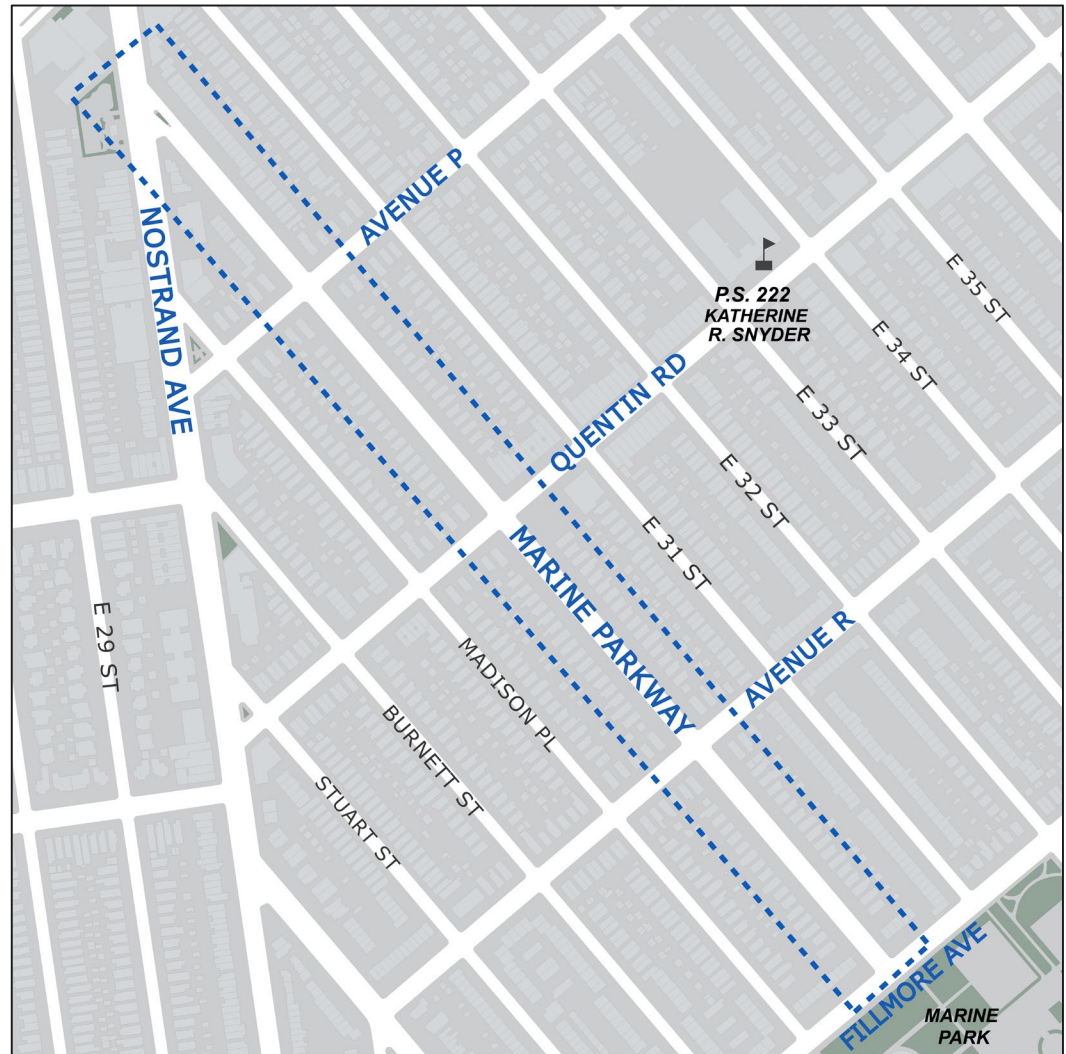 AVENUE P
NOSTRAND AVE
P.S. 222
KATHERINE
R. SNYDER
E 35 ST
E 34 ST
E 33 ST
QUENTIN RD
E 32 ST
E 31 ST
MARINE PARKWAY
AVENUE R
E 29 ST
MADISON PL
BURNETT ST
STUART ST
FILLMORE AVE
MARINE
PARK